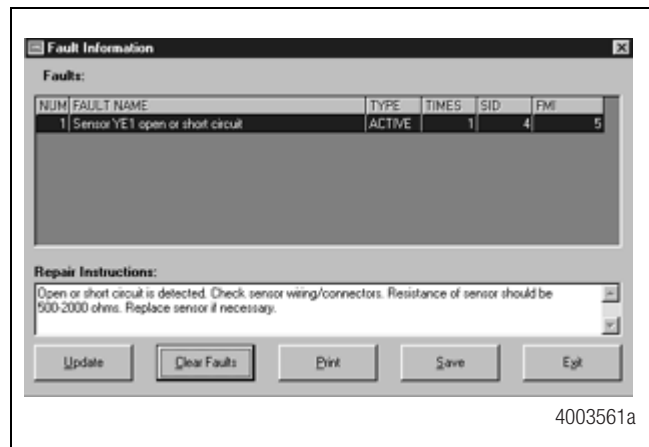 Fault Information
Faults:
NUM FAULT NAME TYPE TIMES SID FMI
1 Sensor YE1 open or short circuit ACTIVE 1 4 5
Repair Instructions:
Open or short circuit is detected. Check sensor wiring/connectors. Resistance of sensor should be
500-2000 ohms. Replace sensor if necessary.
Update Clear Faults Print Save Exit
4003561a